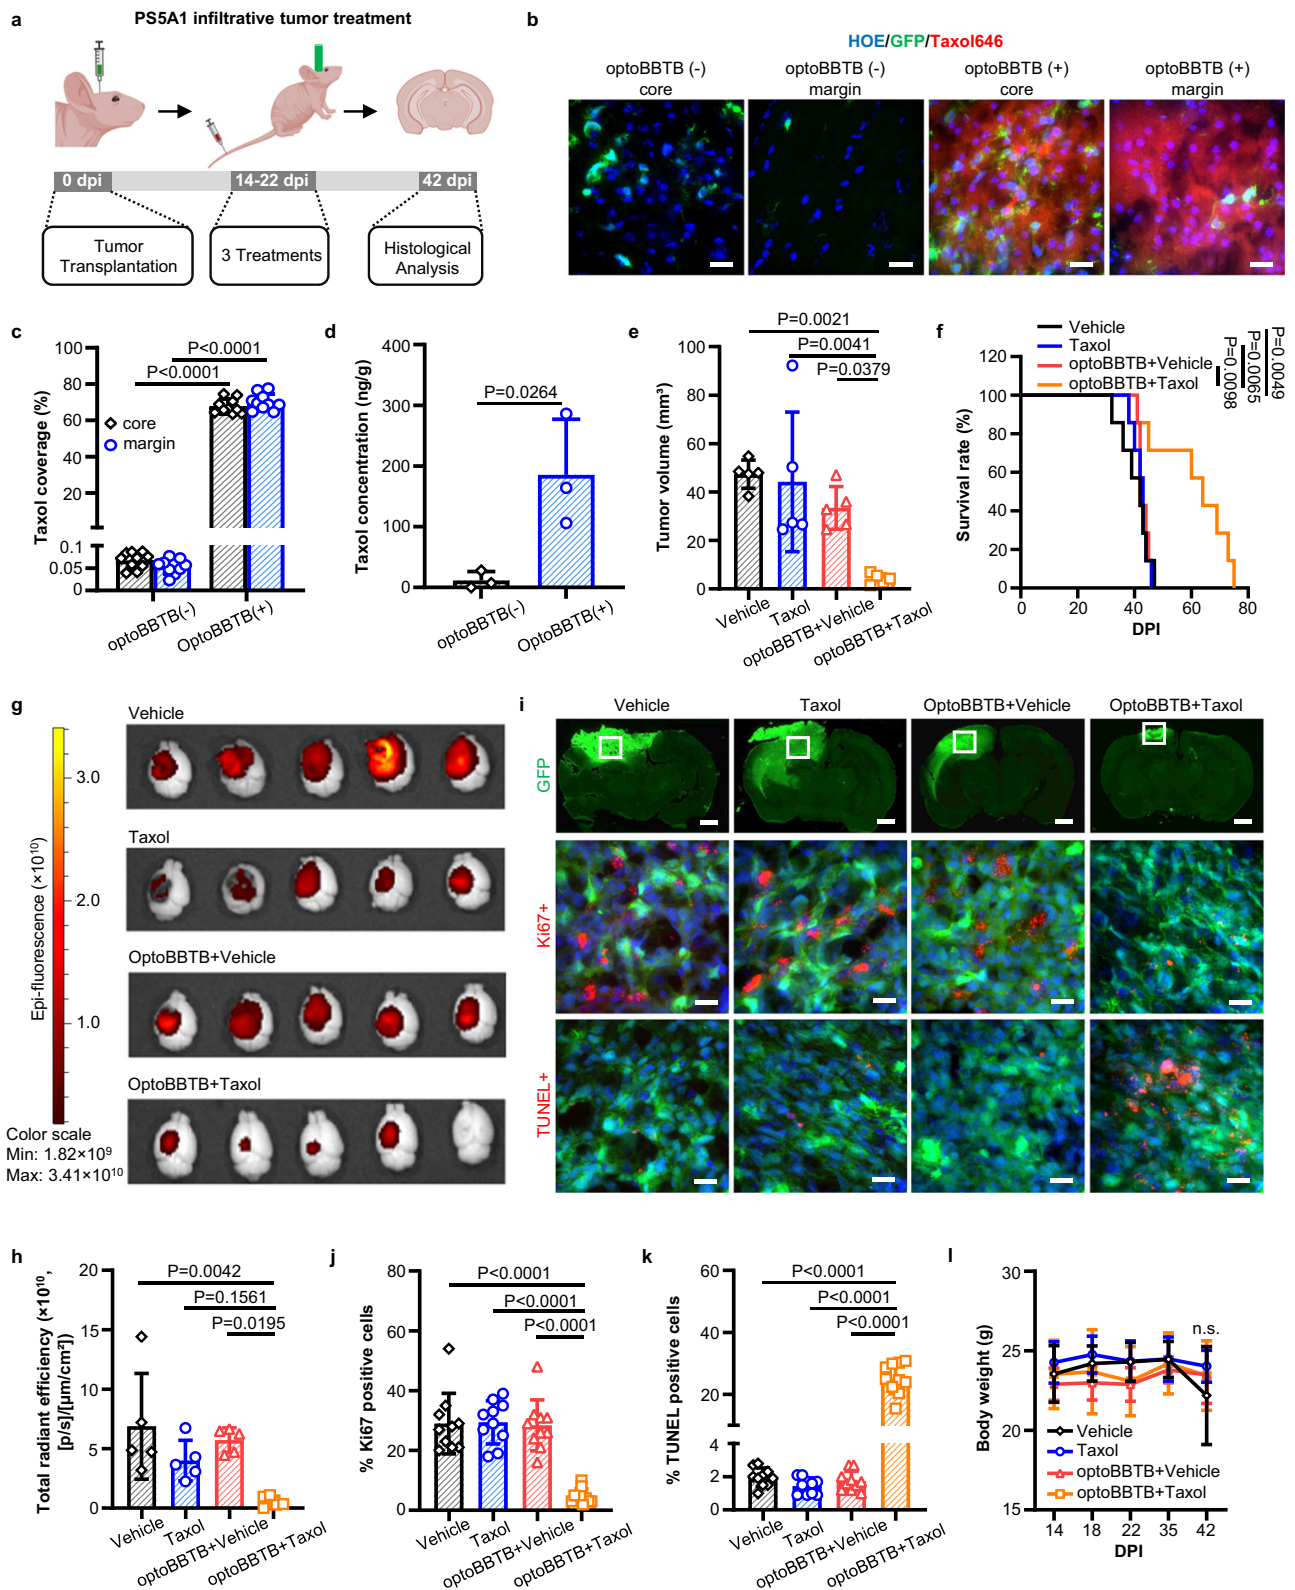 a
PS5A1 infiltrative tumor treatment
0 dpi
14-22 dpi
42 dpi
Tumor
Transplantation
3 Treatments
Histological
Analysis
b
HOE/GFP/Taxol646
optoBBTB (-)
core
optoBBTB (-)
margin
optoBBTB (+)
core
optoBBTB (+)
margin
c
Taxol coverage (%)
100
80
60
40
20
0.1
0.05
0
P<0.0001
P<0.0001
core
margin
optoBBTB(-)
OptoBBTB(+)
d
Taxol concentration (ng/g)
400
300
200
100
0
P=0.0264
optoBBTB(-)
OptoBBTB(+)
e
Tumor volume (mm³)
100
80
60
40
20
0
P=0.0021
P=0.0041
P=0.0379
Vehicle
Taxol
optoBBTB+Vehicle
optoBBTB+Taxol
f
Vehicle
Taxol
optoBBTB+Vehicle
optoBBTB+Taxol
P=0.0098
P=0.0065
P=0.0049
Survival rate (%)
120
100
80
60
40
20
0
0
20
40
60
80
DPI
g
Vehicle
Taxol
OptoBBTB+Vehicle
OptoBBTB+Taxol
Epi-fluorescence (×10¹⁰)
3.0
2.0
1.0
Color scale
Min: 1.82×10⁹
Max: 3.41×10¹⁰
i
Vehicle
Taxol
OptoBBTB+Vehicle
OptoBBTB+Taxol
GFP
Ki67+
TUNEL+
h
Total radiant efficiency (×10¹⁰,
[p/s]/[µm/cm²])
20
15
10
5
0
P=0.0042
P=0.1561
P=0.0195
Vehicle
Taxol
optoBBTB+Vehicle
optoBBTB+Taxol
j
% Ki67 positive cells
80
60
40
20
0
P<0.0001
P<0.0001
P<0.0001
Vehicle
Taxol
optoBBTB+Vehicle
optoBBTB+Taxol
k
% TUNEL positive cells
60
40
20
4
2
0
P<0.0001
P<0.0001
P<0.0001
Vehicle
Taxol
optoBBTB+Vehicle
optoBBTB+Taxol
l
Body weight (g)
30
25
20
15
n.s.
Vehicle
Taxol
optoBBTB+Vehicle
optoBBTB+Taxol
14
18
22
35
42
DPI